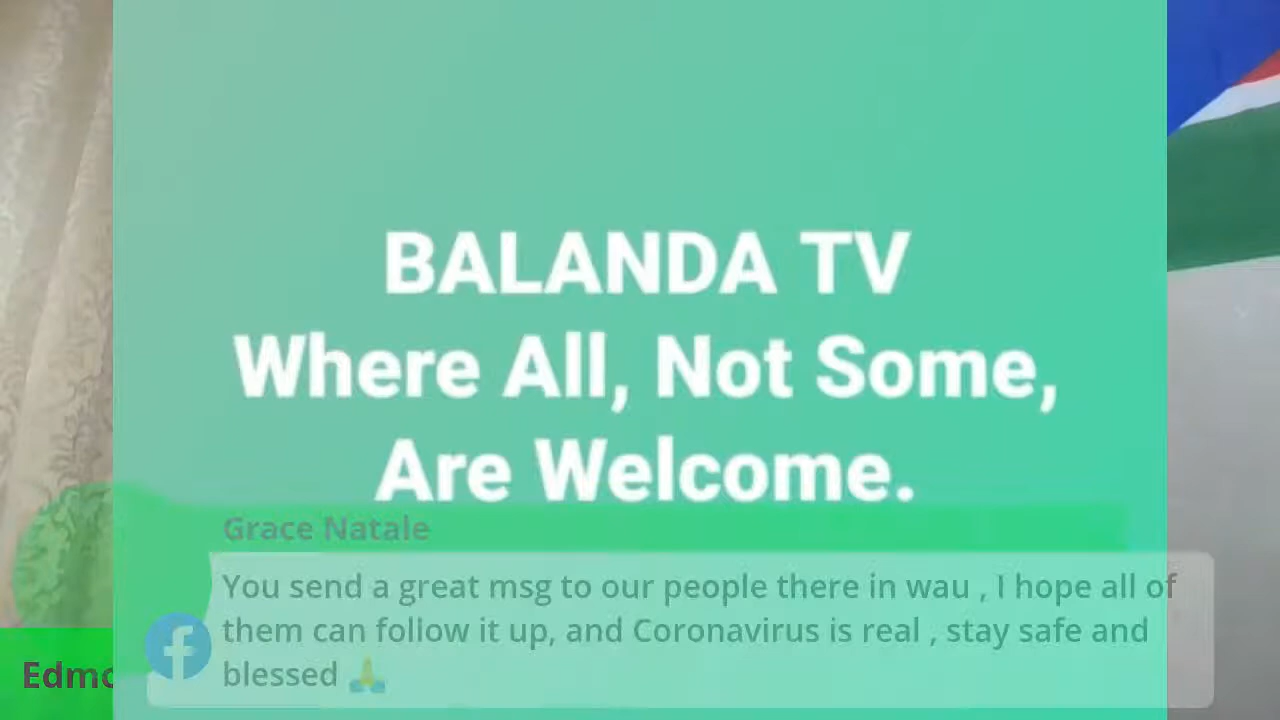 BALANDA TV
Where All, Not Some,
Are Welcome.
Grace Natale
You send a great msg to our people there in wau , I hope all of
them can follow it up, and Coronavirus is real , stay safe and
blessed 🙏
Edmo